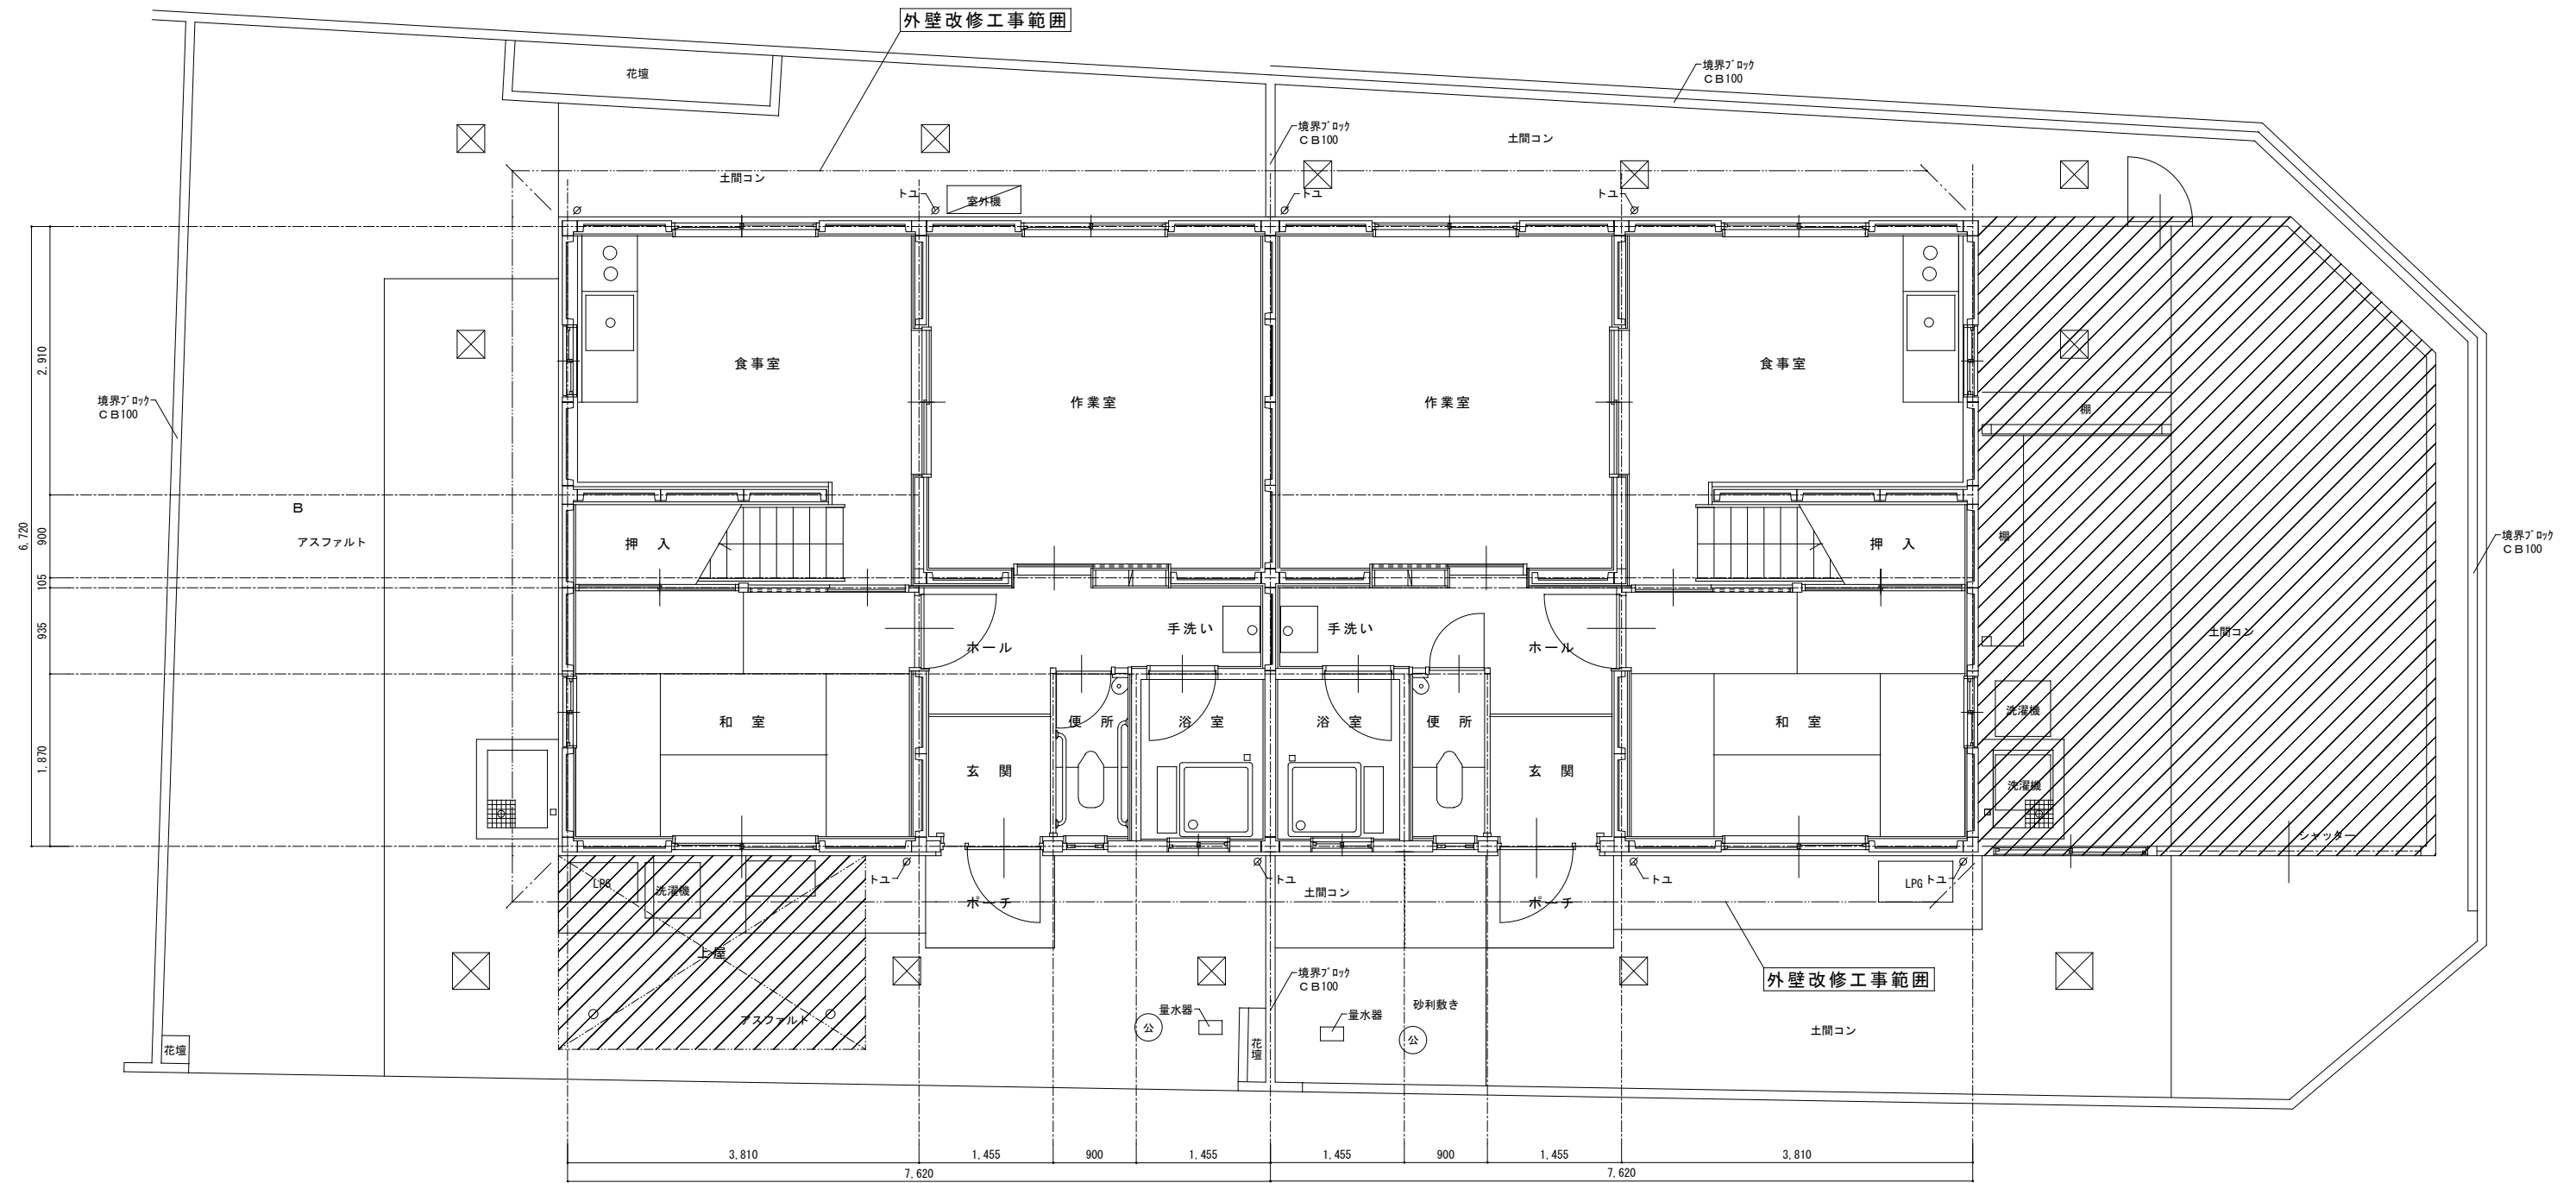 外壁改修工事範囲
花壇
境界ﾌﾞﾛｯｸ
ＣＢ100
境界ﾌﾞﾛｯｸ
ＣＢ100
土間コン
土間コン
トユ
室外機
トユ
トユ
食事室
作業室
作業室
食事室
2,910
境界ﾌﾞﾛｯｸ
ＣＢ100
棚
6,720
900
B
アスファルト
押　入
押　入
棚
境界ﾌﾞﾛｯｸ
ＣＢ100
105
935
ホール
手洗い
手洗い
ホール
土間コン
和　室
便　所
浴　室
浴　室
便　所
和　室
洗濯機
1,870
玄　関
玄　関
洗濯機
シャッター
LPG
洗濯機
トユ
トユ
土間コン
トユ
LPG
トユ
ポーチ
ポーチ
上屋
境界ﾌﾞﾛｯｸ
ＣＢ100
外壁改修工事範囲
アスファルト
量水器
公
量水器
公
砂利敷き
土間コン
花壇
花壇
3,810
1,455
900
1,455
1,455
900
1,455
3,810
7,620
7,620